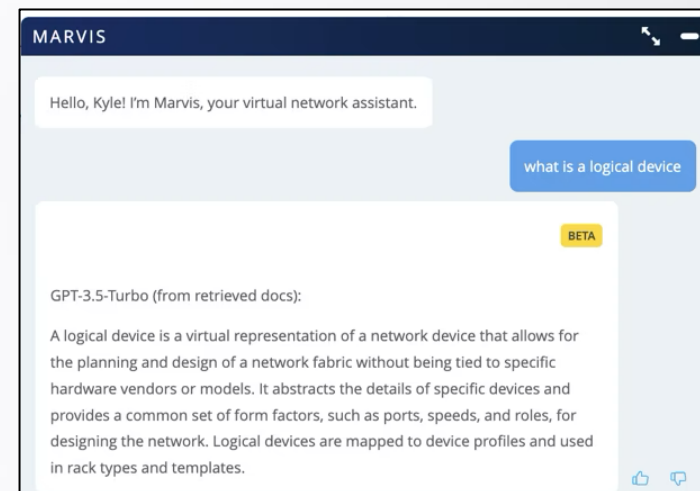 MARVIS
Hello, Kyle! I'm Marvis, your virtual network assistant.
what is a logical device
BETA
GPT-3.5-Turbo (from retrieved docs):
A logical device is a virtual representation of a network device that allows for
the planning and design of a network fabric without being tied to specific
hardware vendors or models. It abstracts the details of specific devices and
provides a common set of form factors, such as ports, speeds, and roles, for
designing the network. Logical devices are mapped to device profiles and used
in rack types and templates.